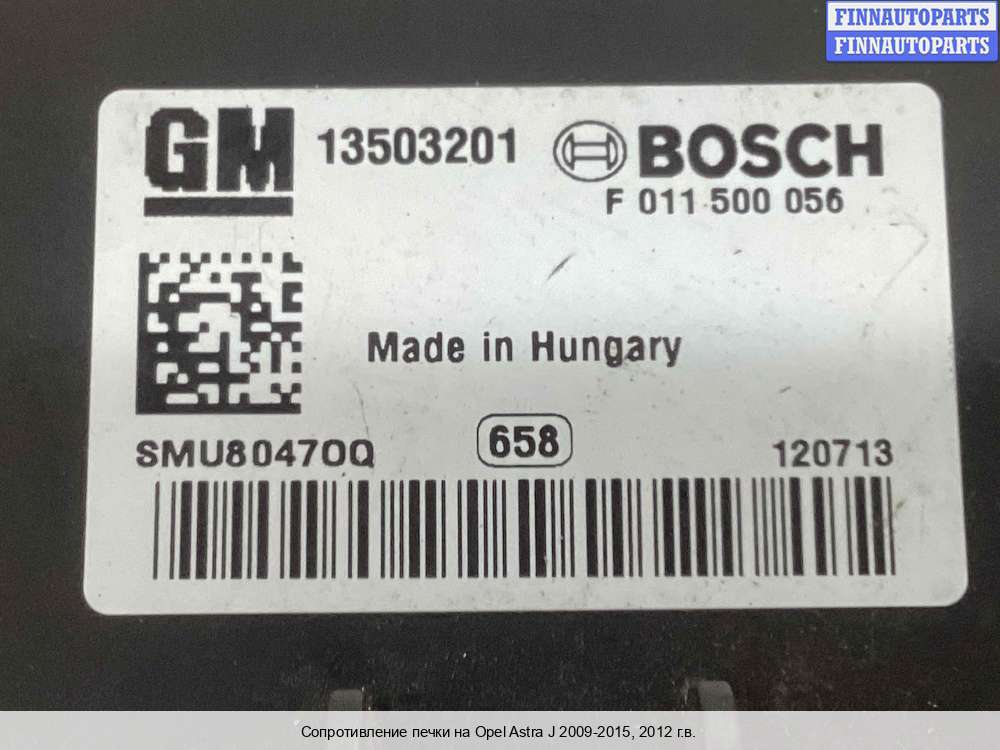 FINNAUTOPARTS
FINNAUTOPARTS
GM 13503201 BOSCH
F 011 500 056
Made in Hungary
SMU80470Q 658 120713
Сопротивление печки на Opel Astra J 2009-2015, 2012 г.в.